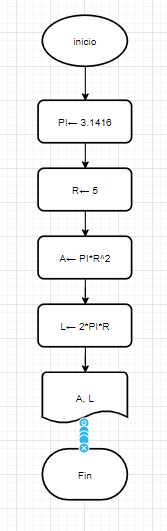 inicio
PI← 3.1416
R← 5
A← PI*R^2
L← 2*PI*R
A, L
Fin